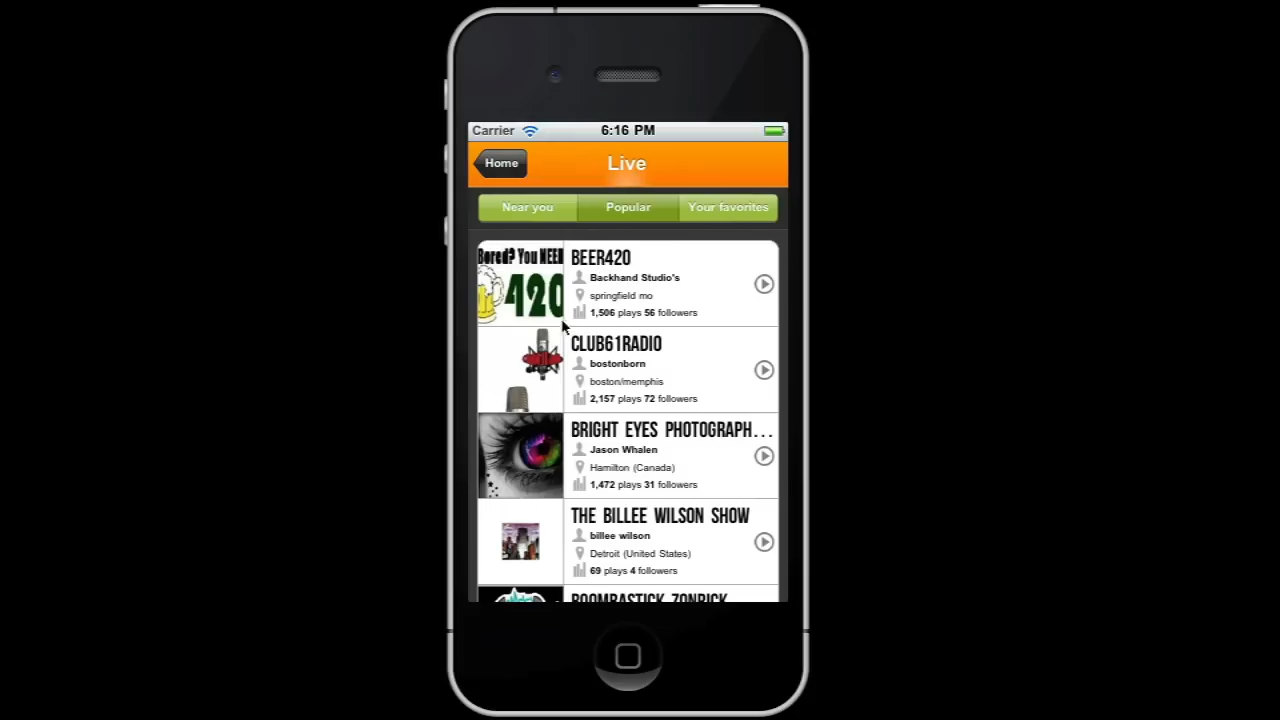 Carrier 6:16 PM
Home Live
Near you Popular Your favorites
Bored? You NEED
420
BEER420
Backhand Studio's
springfield mo
1,506 plays 56 followers
CLUB61RADIO
bostonborn
boston/memphis
2,157 plays 72 followers
BRIGHT EYES PHOTOGRAPH...
Jason Whalen
Hamilton (Canada)
1,472 plays 31 followers
THE BILLEE WILSON SHOW
billee wilson
Detroit (United States)
69 plays 4 followers
BOOMBASTICK ZONRICK